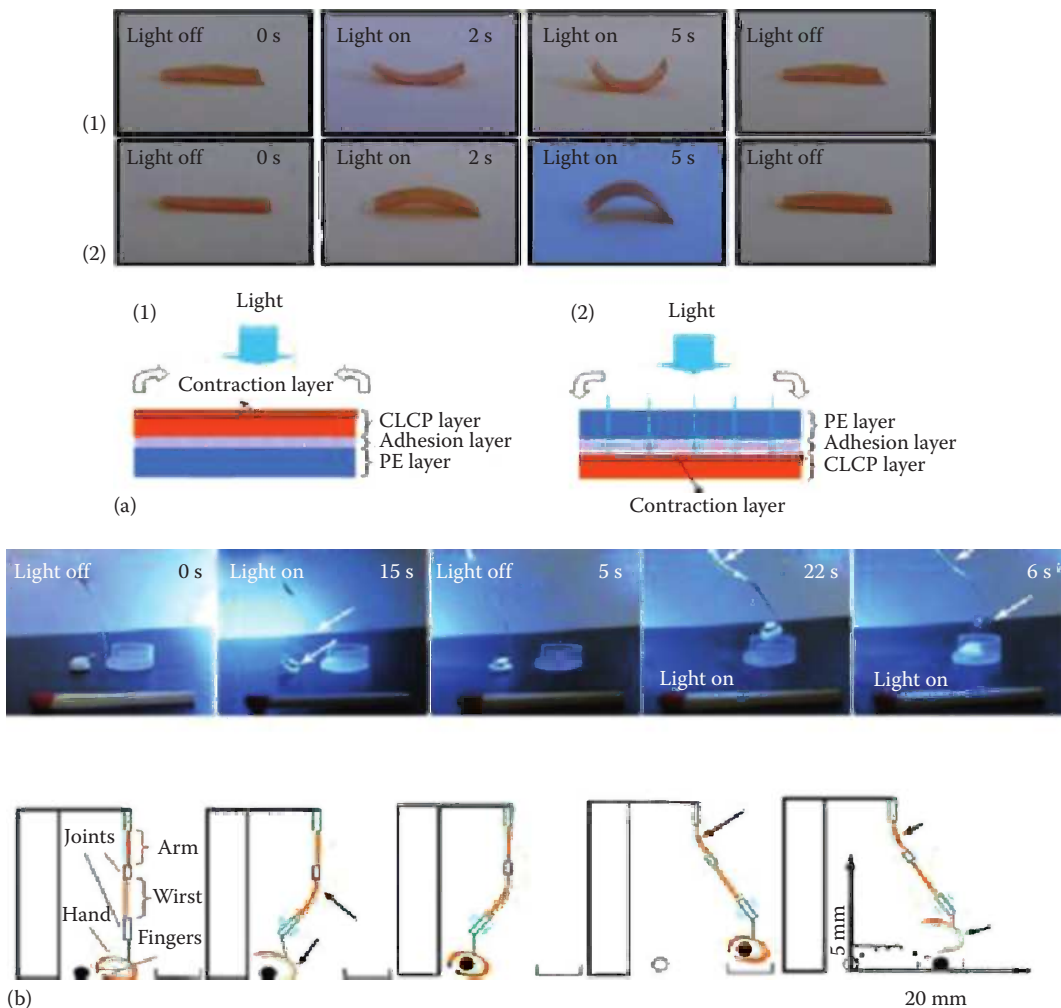 Light off 0 s Light on 2 s Light on 5 s Light off
(1)
Light off 0 s Light on 2 s Light on 5 s Light off
(2)
(1) Light
Contraction layer
CLCP layer
Adhesion layer
PE layer
(2) Light
PE layer
Adhesion layer
CLCP layer
Contraction layer
(a)
Light off 0 s Light on 15 s Light off 5 s 22 s 6 s
Light on Light on
Joints
Arm
Wirst
Hand
Fingers
5 mm
20 mm
(b)